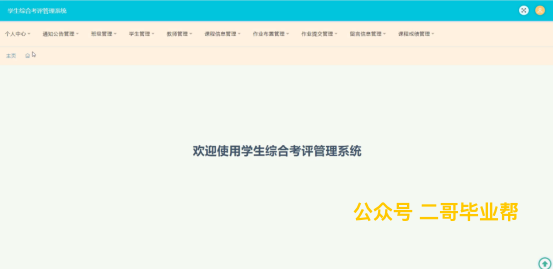 学生综合考评管理系统
个人中心 通知公告管理 班级管理 学生管理 教师管理 课程信息管理 作业布置管理 作业提交管理 留言信息管理 课程成绩管理
主页
欢迎使用学生综合考评管理系统
公众号 二哥毕业帮